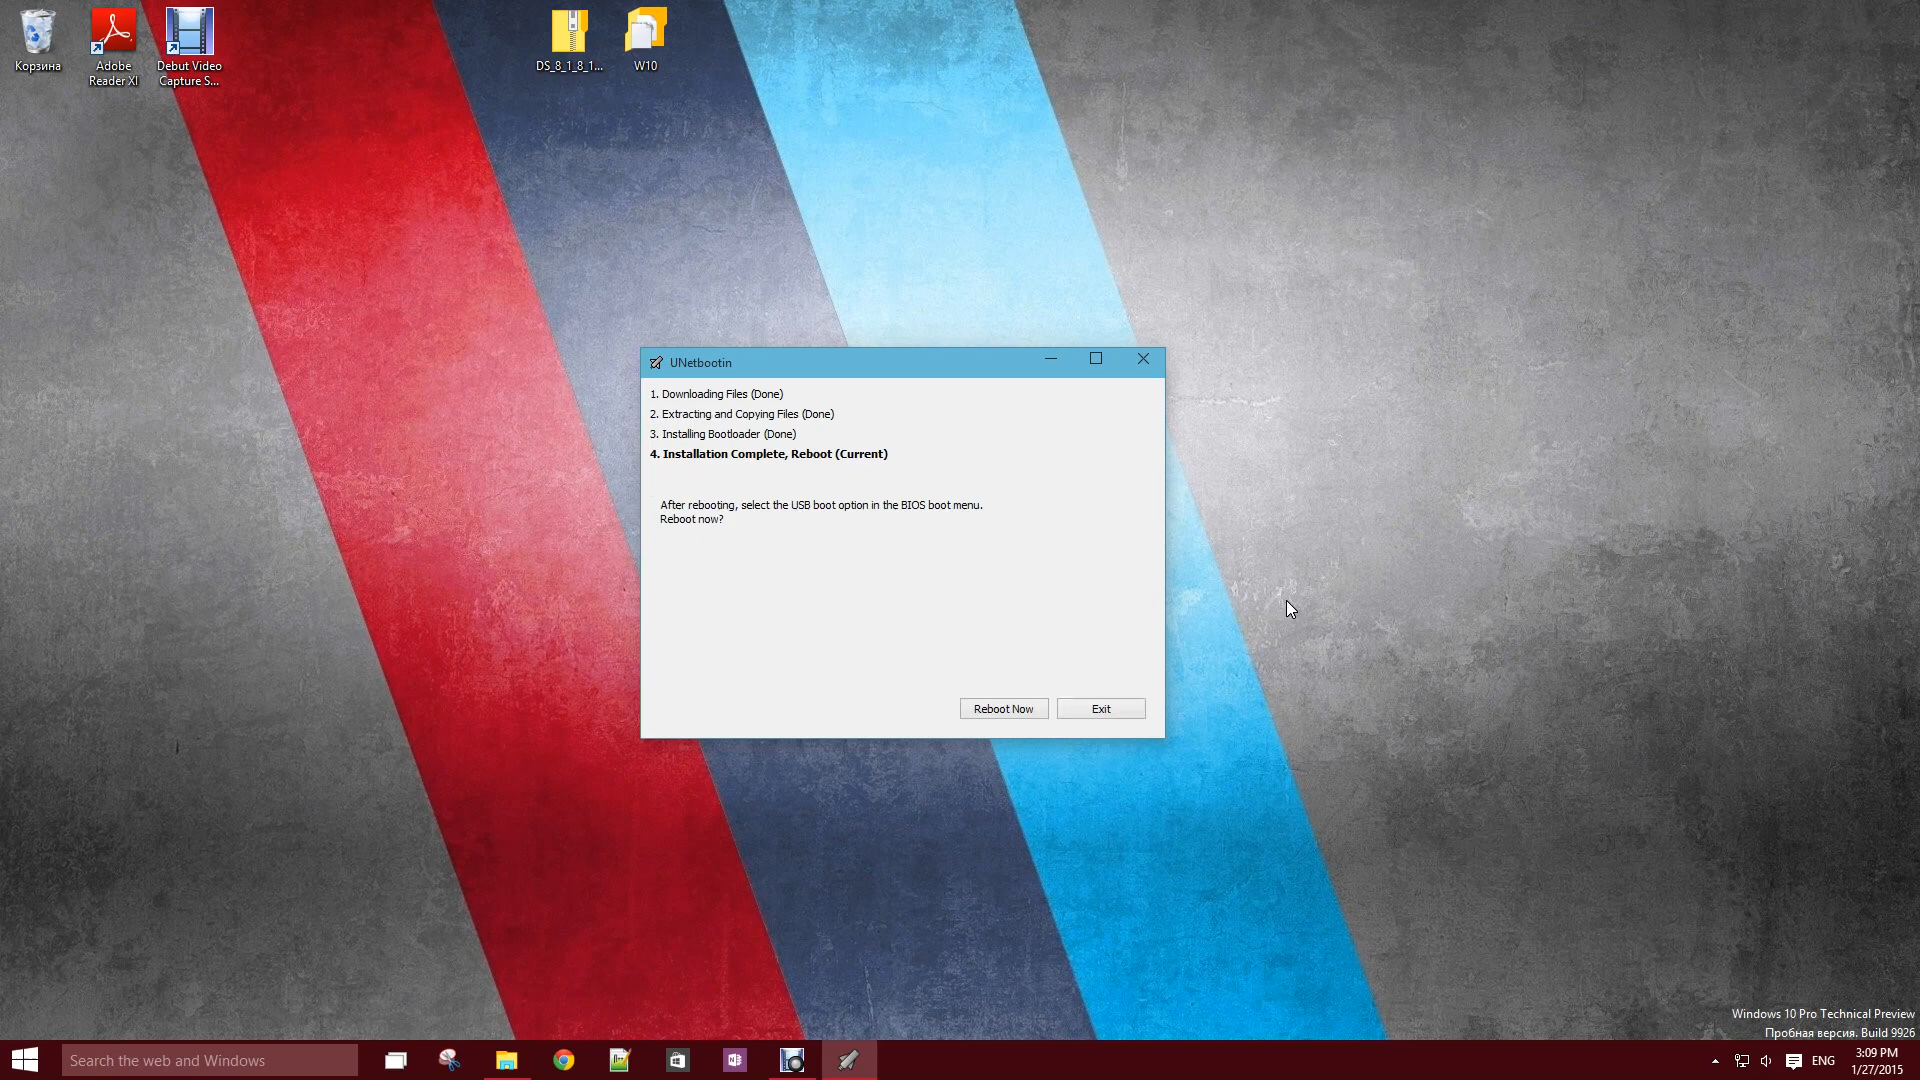 Корзина
Adobe
Reader XI
Debut Video
Capture S...
DS_8_1_8_1...
W10
UNetbootin
1. Downloading Files (Done)
2. Extracting and Copying Files (Done)
3. Installing Bootloader (Done)
4. Installation Complete, Reboot (Current)
After rebooting, select the USB boot option in the BIOS boot menu.
Reboot now?
Reboot Now
Exit
Windows 10 Pro Technical Preview
Пробная версия. Build 9926
Search the web and Windows
ENG
3:09 PM
1/27/2015